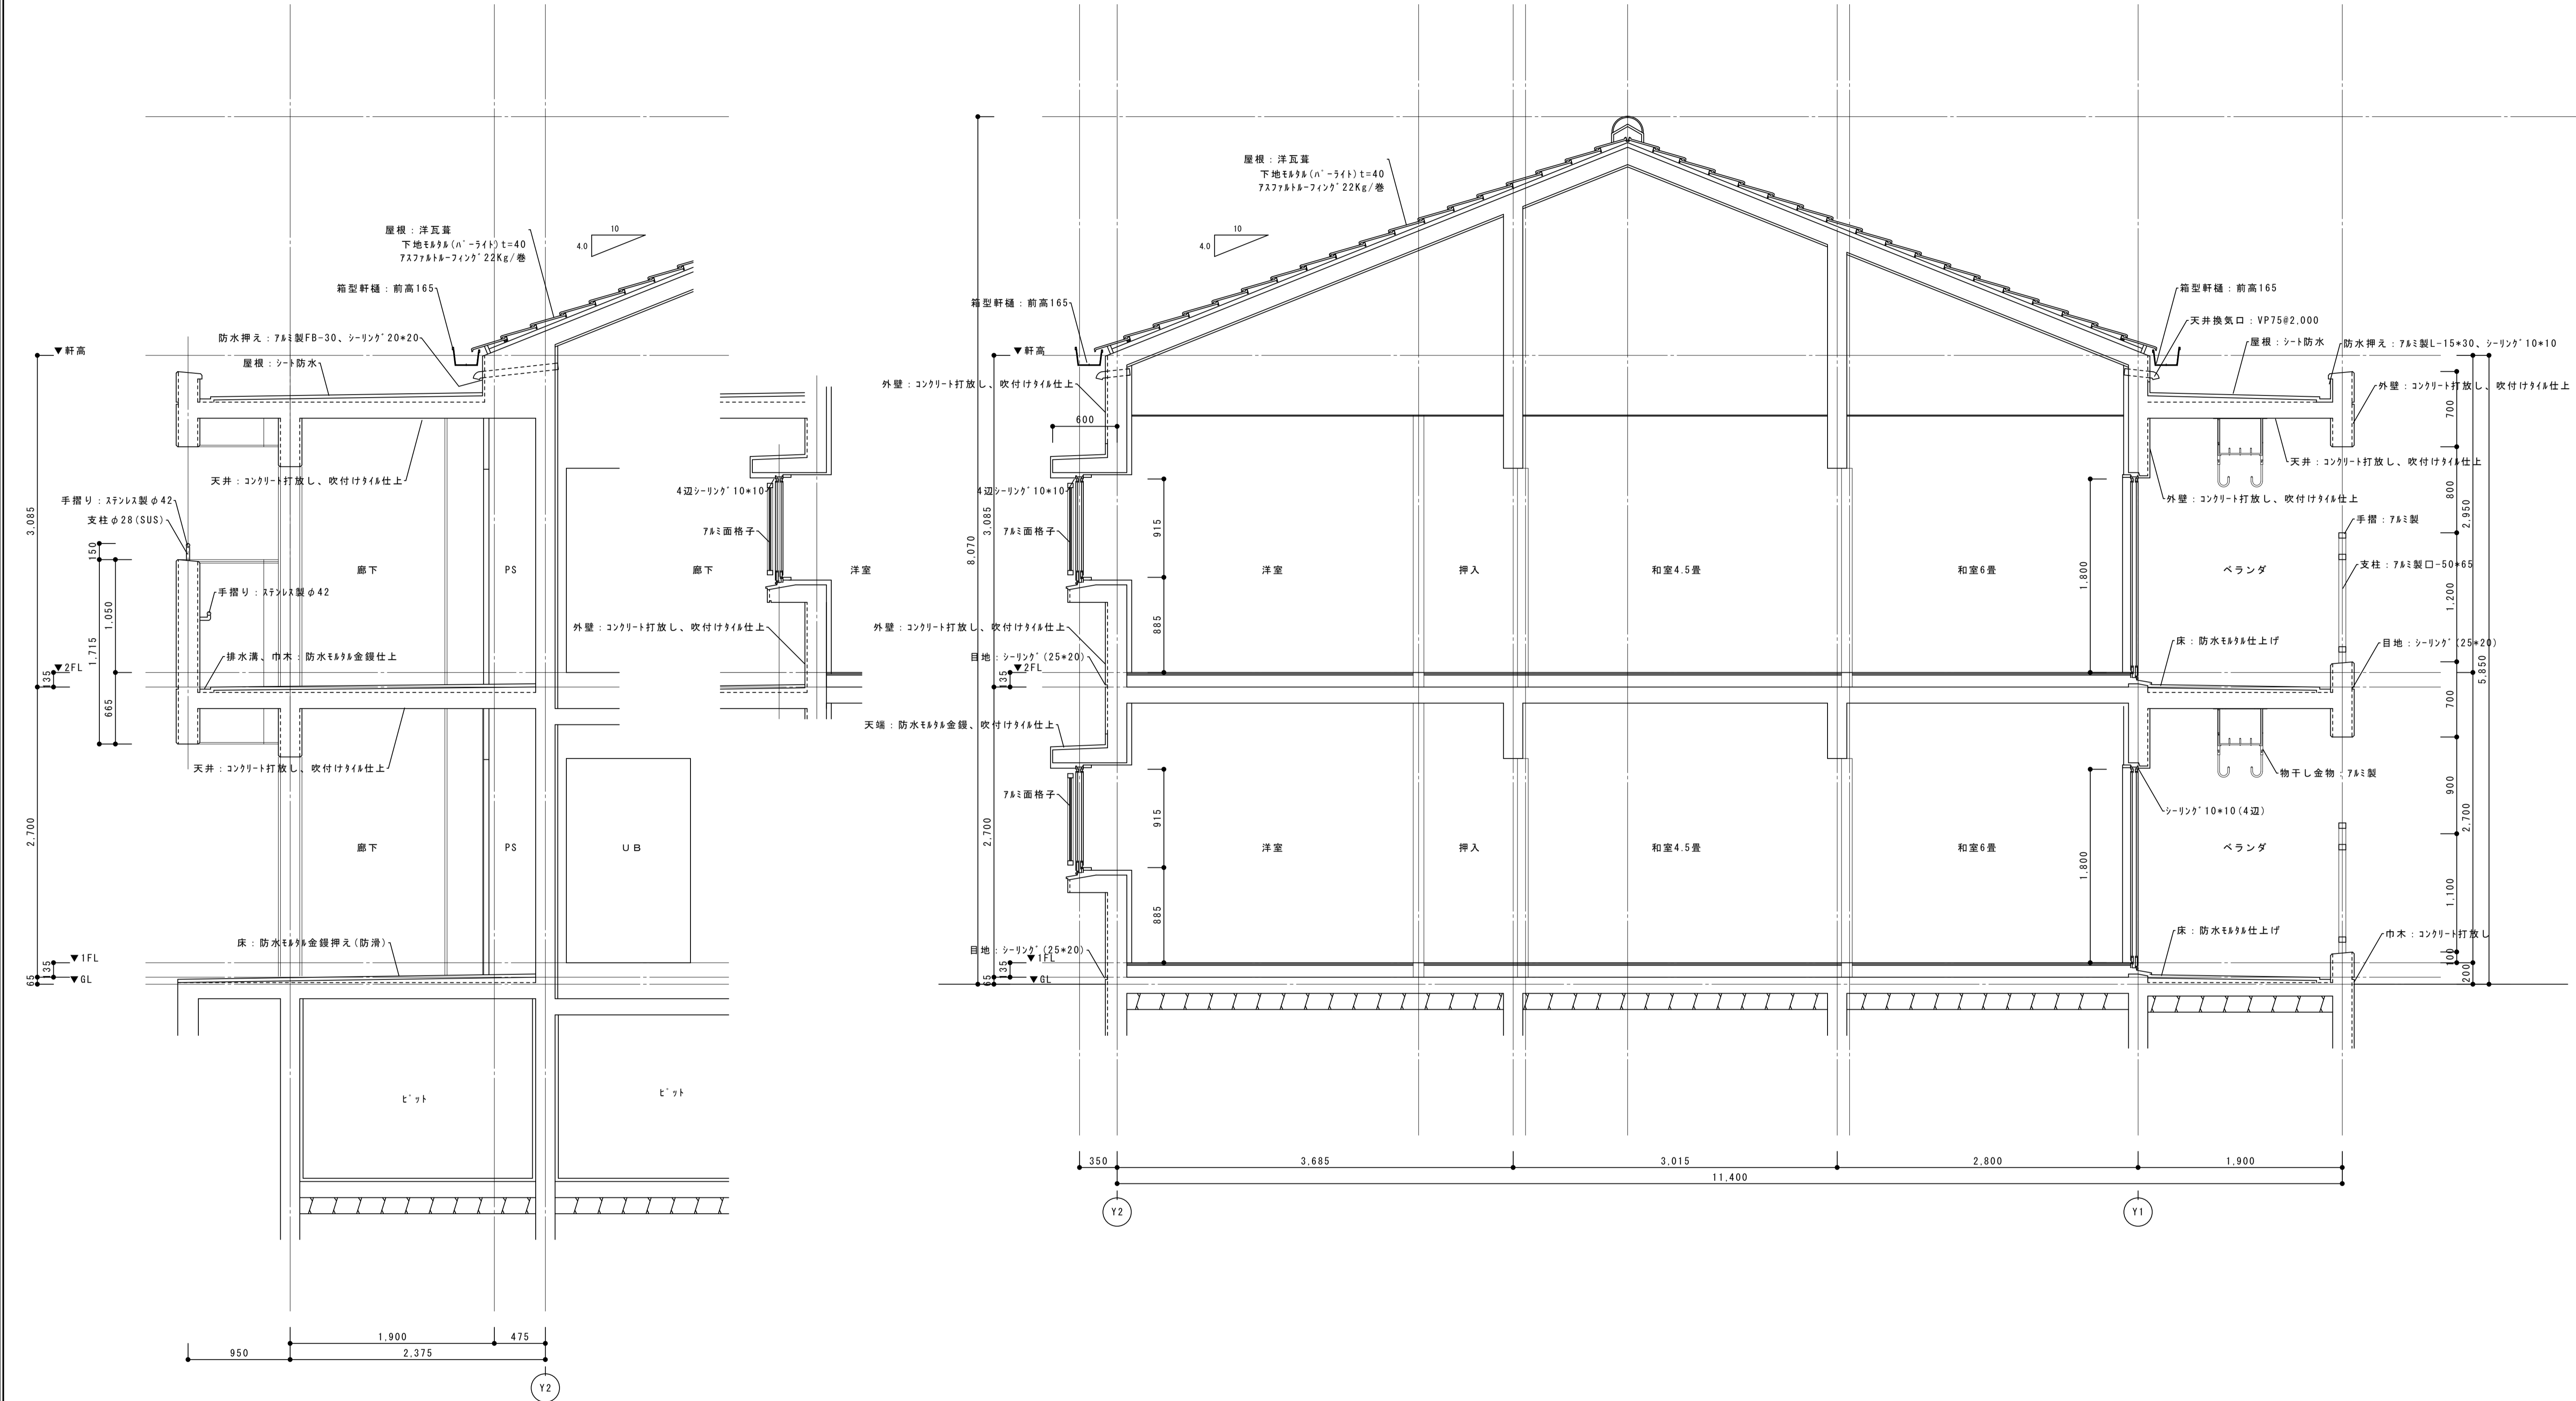 屋根：洋瓦葺
下地ﾓﾙﾀﾙ(ﾊﾟｰﾗｲﾄ)t=40
ｱｽﾌｧﾙﾄﾙｰﾌｨﾝｸﾞ22Kg/巻
10
4.0
箱型軒樋：前高165
防水押え：ｱﾙﾐ製FB-30、ｼｰﾘﾝｸﾞ20*20
▼軒高
屋根：ｼｰﾄ防水
天井：ｺﾝｸﾘｰﾄ打放し、吹付けﾀｲﾙ仕上
手摺り：ｽﾃﾝﾚｽ製φ42
支柱φ28(SUS)
3,085
150
1,050
1,715
665
廊下
PS
手摺り：ｽﾃﾝﾚｽ製φ42
排水溝、巾木：防水ﾓﾙﾀﾙ金鏝仕上
▼2FL
135
天井：ｺﾝｸﾘｰﾄ打放し、吹付けﾀｲﾙ仕上
2,700
廊下
PS
UB
床：防水ﾓﾙﾀﾙ金鏝押え(防滑)
▼1FL
135
▼GL
65
ﾋﾟｯﾄ
ﾋﾟｯﾄ
1,900
475
950
2,375
Y2
4辺ｼｰﾘﾝｸﾞ10*10
ｱﾙﾐ面格子
廊下
洋室
外壁：ｺﾝｸﾘｰﾄ打放し、吹付けﾀｲﾙ仕上
屋根：洋瓦葺
下地ﾓﾙﾀﾙ(ﾊﾟｰﾗｲﾄ)t=40
ｱｽﾌｧﾙﾄﾙｰﾌｨﾝｸﾞ22Kg/巻
10
4.0
箱型軒樋：前高165
▼軒高
外壁：ｺﾝｸﾘｰﾄ打放し、吹付けﾀｲﾙ仕上
600
4辺ｼｰﾘﾝｸﾞ10*10
3,085
8,070
ｱﾙﾐ面格子
915
885
洋室
押入
和室4.5畳
和室6畳
1,800
ベランダ
外壁：ｺﾝｸﾘｰﾄ打放し、吹付けﾀｲﾙ仕上
目地：ｼｰﾘﾝｸﾞ(25*20)
▼2FL
135
天端：防水ﾓﾙﾀﾙ金鏝、吹付けﾀｲﾙ仕上
ｱﾙﾐ面格子
2,700
915
885
洋室
押入
和室4.5畳
和室6畳
1,800
ベランダ
目地：ｼｰﾘﾝｸﾞ(25*20)
▼1FL
135
▼GL
65
箱型軒樋：前高165
天井換気口：VP75@2,000
屋根：ｼｰﾄ防水
防水押え：ｱﾙﾐ製L-15*30、ｼｰﾘﾝｸﾞ10*10
外壁：ｺﾝｸﾘｰﾄ打放し、吹付けﾀｲﾙ仕上
700
天井：ｺﾝｸﾘｰﾄ打放し、吹付けﾀｲﾙ仕上
800
外壁：ｺﾝｸﾘｰﾄ打放し、吹付けﾀｲﾙ仕上
2,950
手摺：ｱﾙﾐ製
支柱：ｱﾙﾐ製口-50*65
1,200
床：防水ﾓﾙﾀﾙ仕上げ
目地：ｼｰﾘﾝｸﾞ(25*20)
5,850
700
物干し金物：ｱﾙﾐ製
900
ｼｰﾘﾝｸﾞ10*10(4辺)
2,700
1,100
床：防水ﾓﾙﾀﾙ仕上げ
巾木：ｺﾝｸﾘｰﾄ打放し
100
200
350
3,685
3,015
2,800
1,900
11,400
Y2
Y1